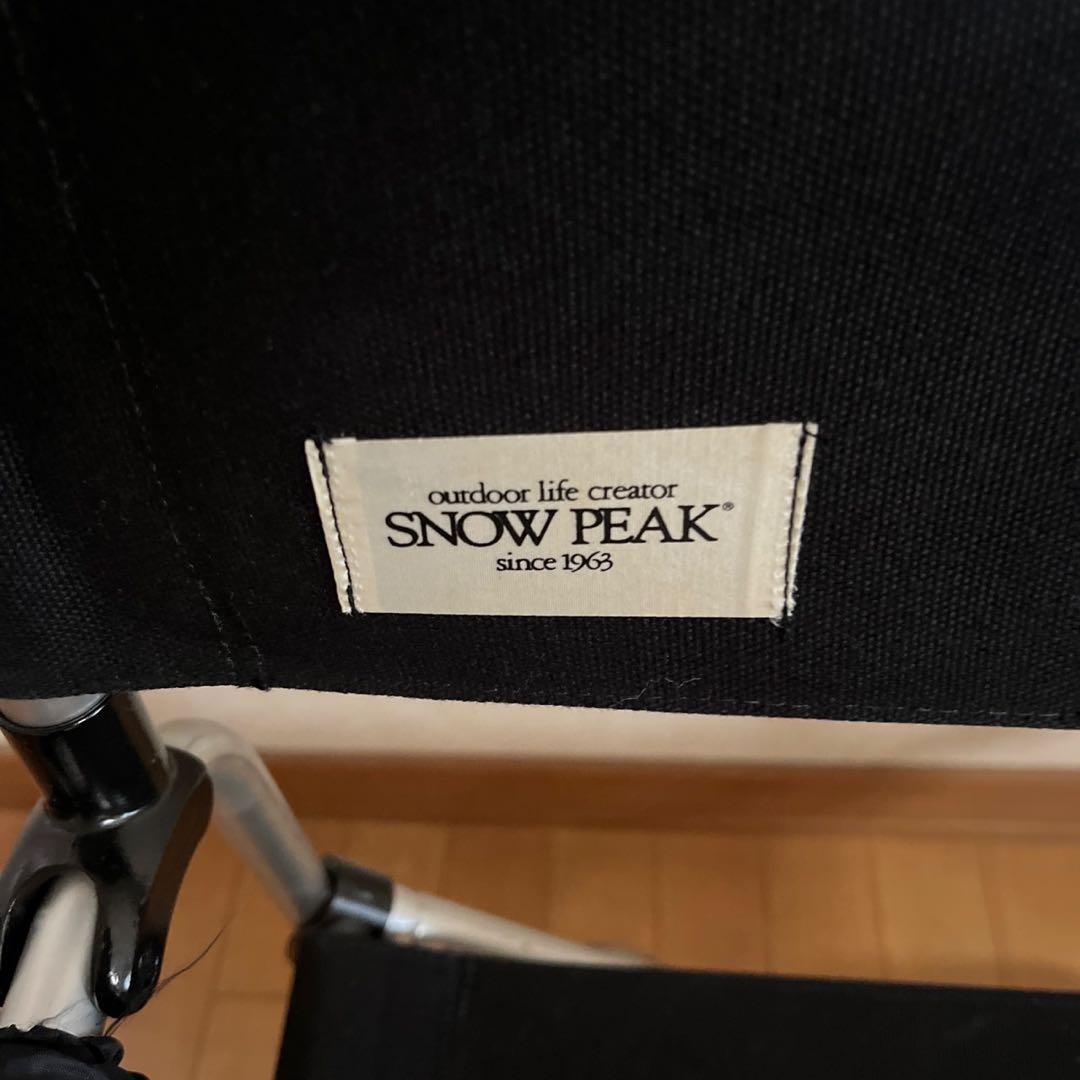 outdoor life creator
SNOW PEAK®
since 1963